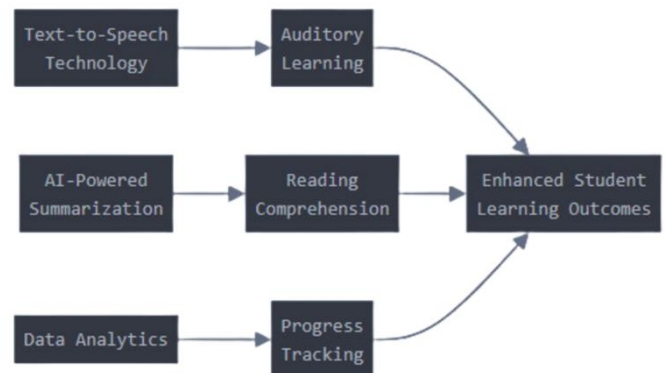 Text-to-Speech
Technology
Auditory
Learning
AI-Powered
Summarization
Reading
Comprehension
Enhanced Student
Learning Outcomes
Data Analytics
Progress
Tracking